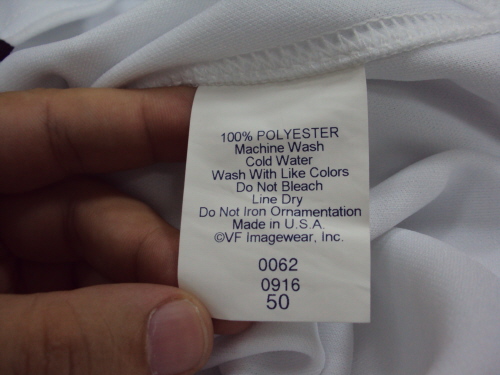 100% POLYESTER
Machine Wash
Cold Water
Wash With Like Colors
Do Not Bleach
Line Dry
Do Not Iron Ornamentation
Made in U.S.A.
©VF Imagewear, Inc.
0062
0916
50